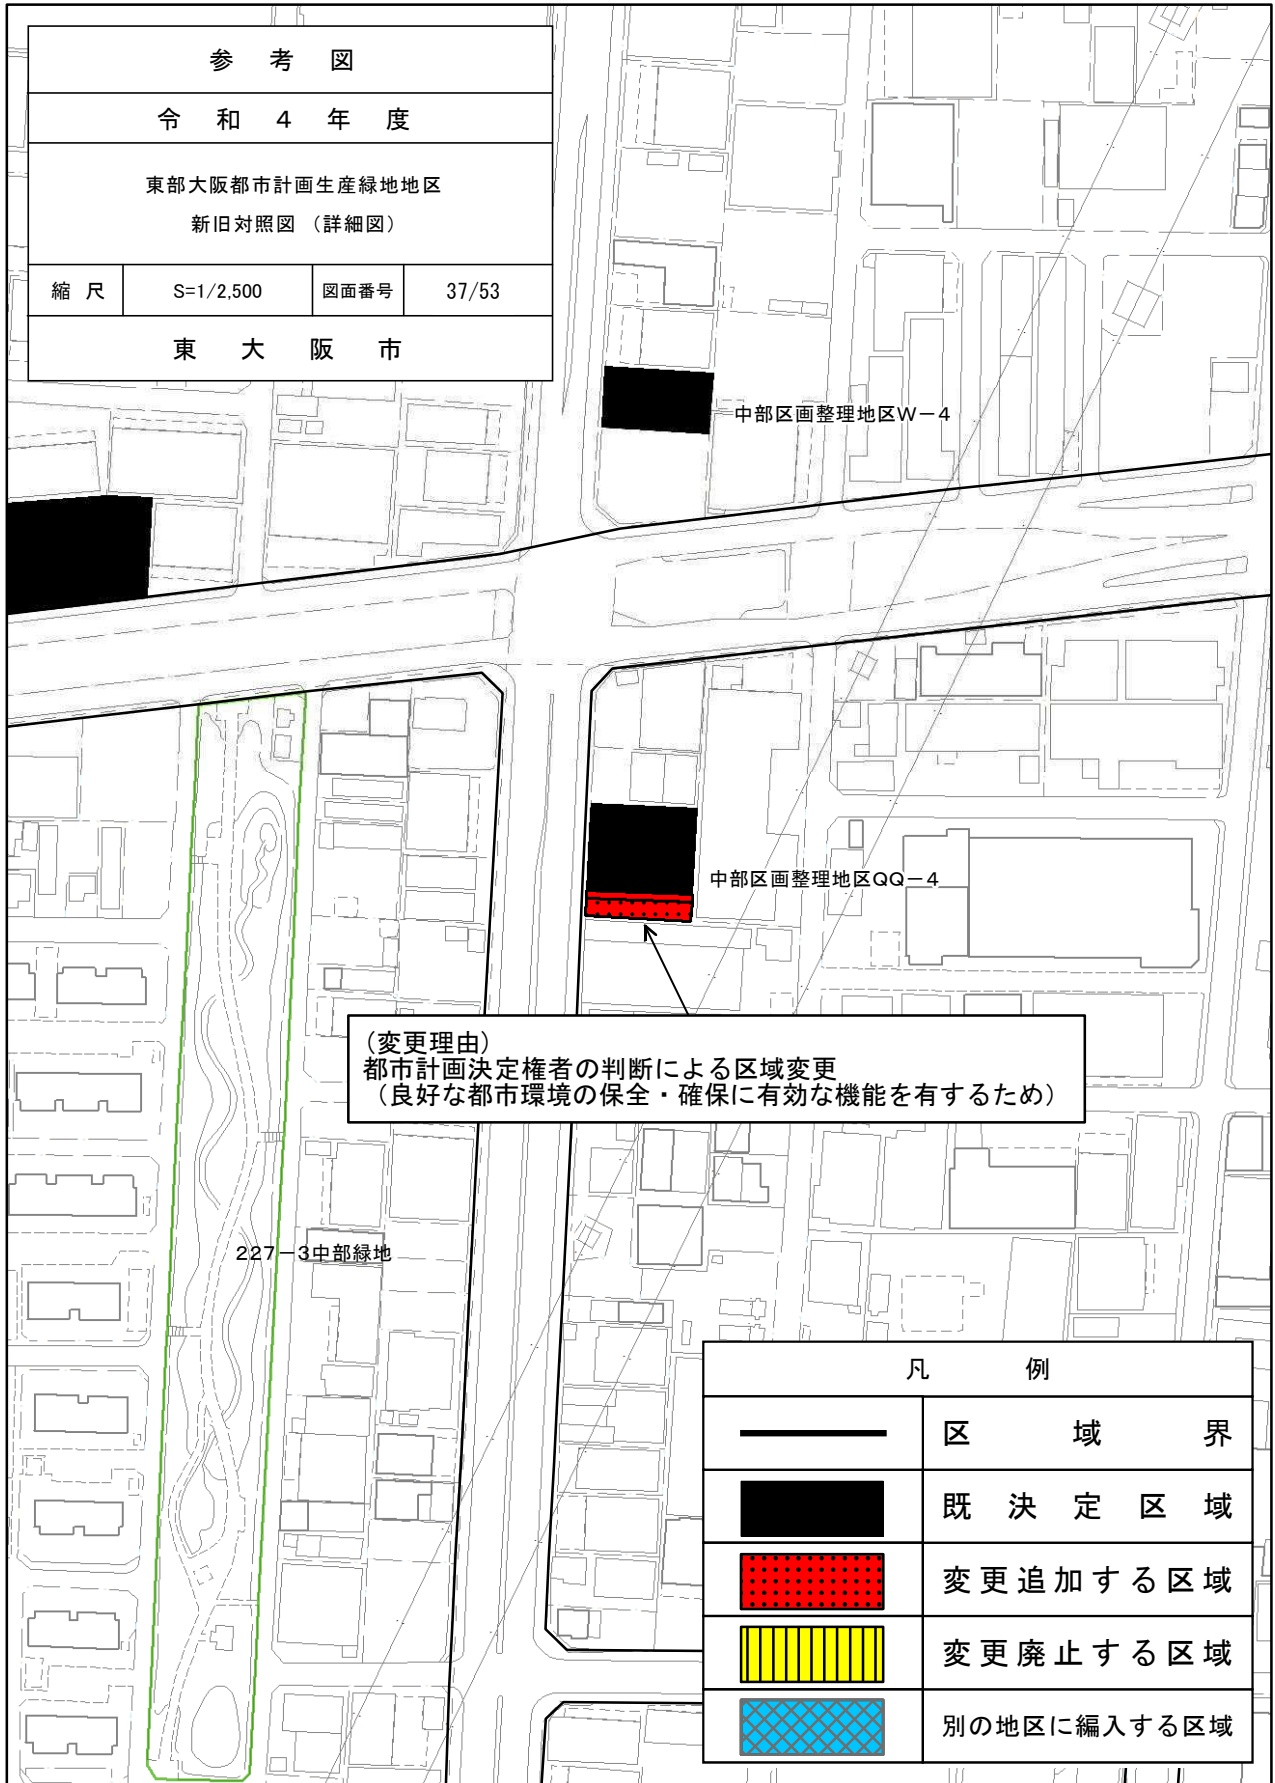 参考図
令和4年度
東部大阪都市計画生産緑地地区
新旧対照図 （詳細図）
縮 尺 S=1/2,500 図面番号 37/53
東大阪市
中部区画整理地区W－4
中部区画整理地区QQ－4
（変更理由）
都市計画決定権者の判断による区域変更
（良好な都市環境の保全・確保に有効な機能を有するため）
227－3中部緑地
凡例
区域界
既決定区域
変更追加する区域
変更廃止する区域
別の地区に編入する区域